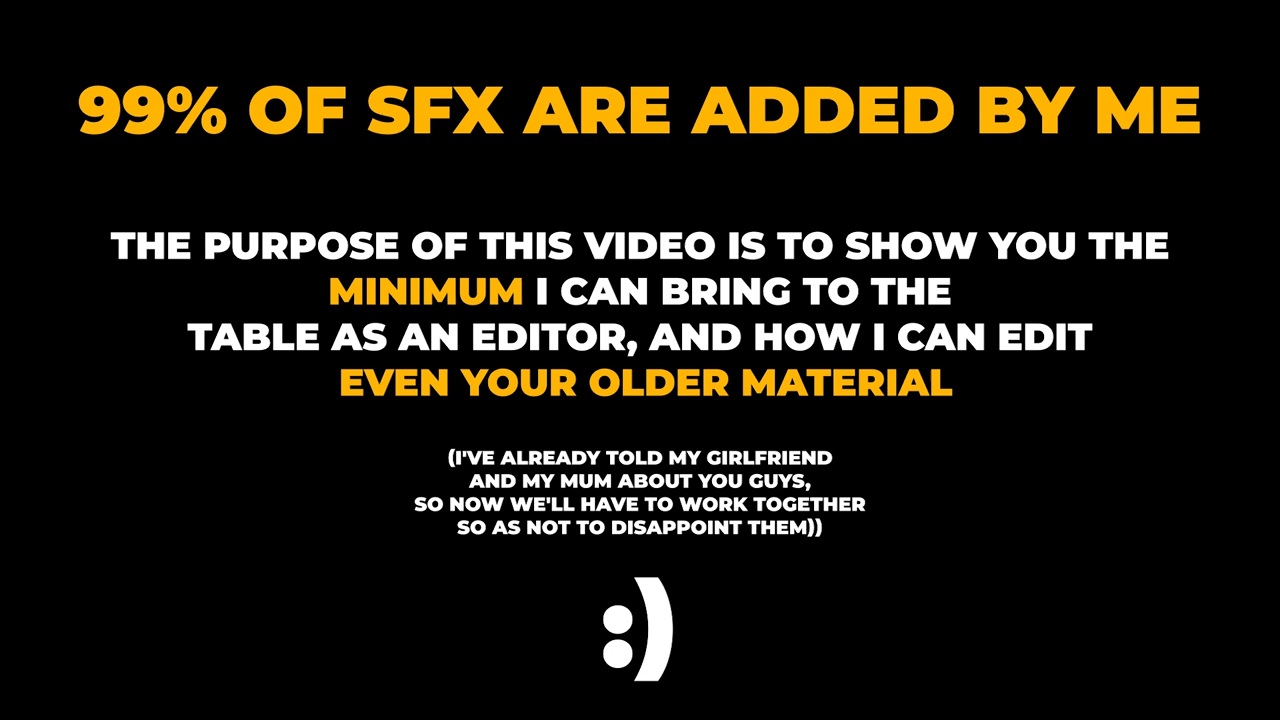 99% OF SFX ARE ADDED BY ME
THE PURPOSE OF THIS VIDEO IS TO SHOW YOU THE
MINIMUM I CAN BRING TO THE
TABLE AS AN EDITOR, AND HOW I CAN EDIT
EVEN YOUR OLDER MATERIAL
(I'VE ALREADY TOLD MY GIRLFRIEND
AND MY MUM ABOUT YOU GUYS,
SO NOW WE'LL HAVE TO WORK TOGETHER
SO AS NOT TO DISAPPOINT THEM))
:)